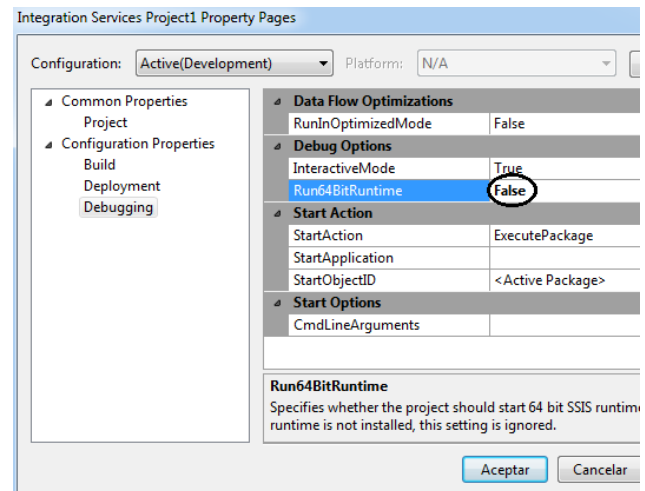 Integration Services Project1 Property Pages
Configuration: Active(Development) Platform: N/A
Common Properties
Project
Configuration Properties
Build
Deployment
Debugging
Data Flow Optimizations
RunInOptimizedMode False
Debug Options
InteractiveMode True
Run64BitRuntime False
Start Action
StartAction ExecutePackage
StartApplication
StartObjectID <Active Package>
Start Options
CmdLineArguments
Run64BitRuntime
Specifies whether the project should start 64 bit SSIS runtime
runtime is not installed, this setting is ignored.
Aceptar Cancelar